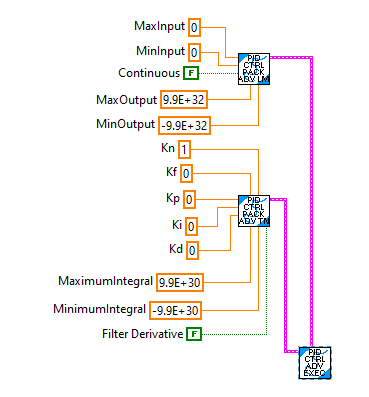 MaxInput 0
MinInput 0
Continuous F
PID
CTRL
PACK
ADV LM
MaxOutput 9.9E+32
MinOutput -9.9E+32
Kn 1
Kf 0
Kp 0
PID
CTRL
PACK
ADV TN
Ki 0
Kd 0
MaximumIntegral 9.9E+30
MinimumIntegral -9.9E+30
Filter Derivative F
PID
CTRL
ADV
EXEC